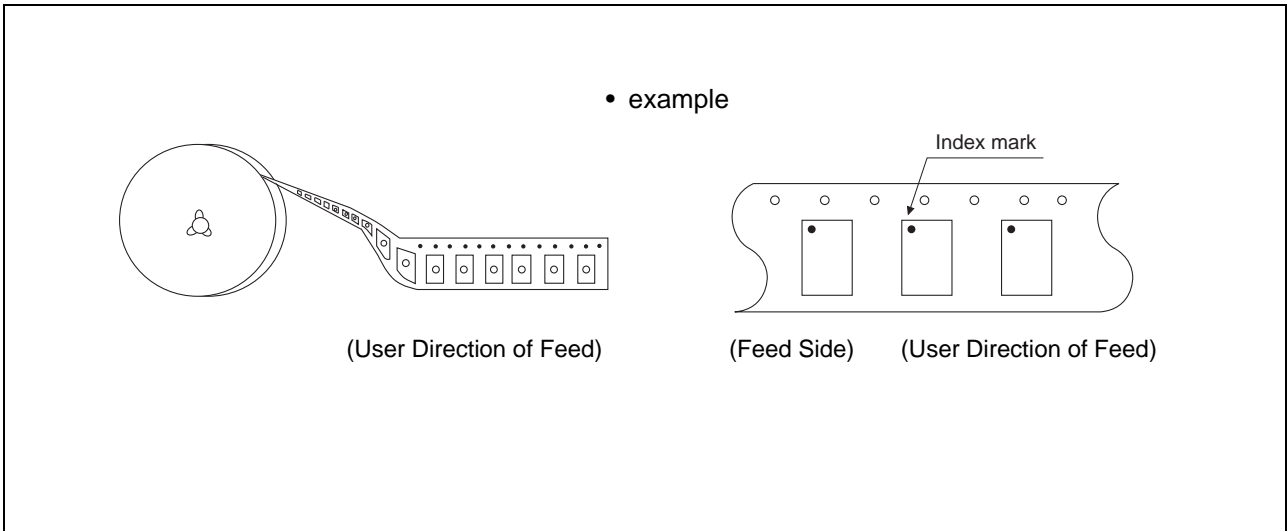 • example
Index mark
(User Direction of Feed)
(Feed Side) (User Direction of Feed)